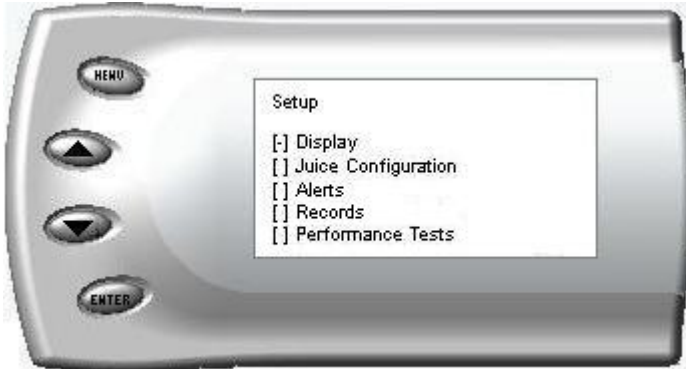 MENU
Setup
[-] Display
[ ] Juice Configuration
[ ] Alerts
[ ] Records
[ ] Performance Tests
ENTER